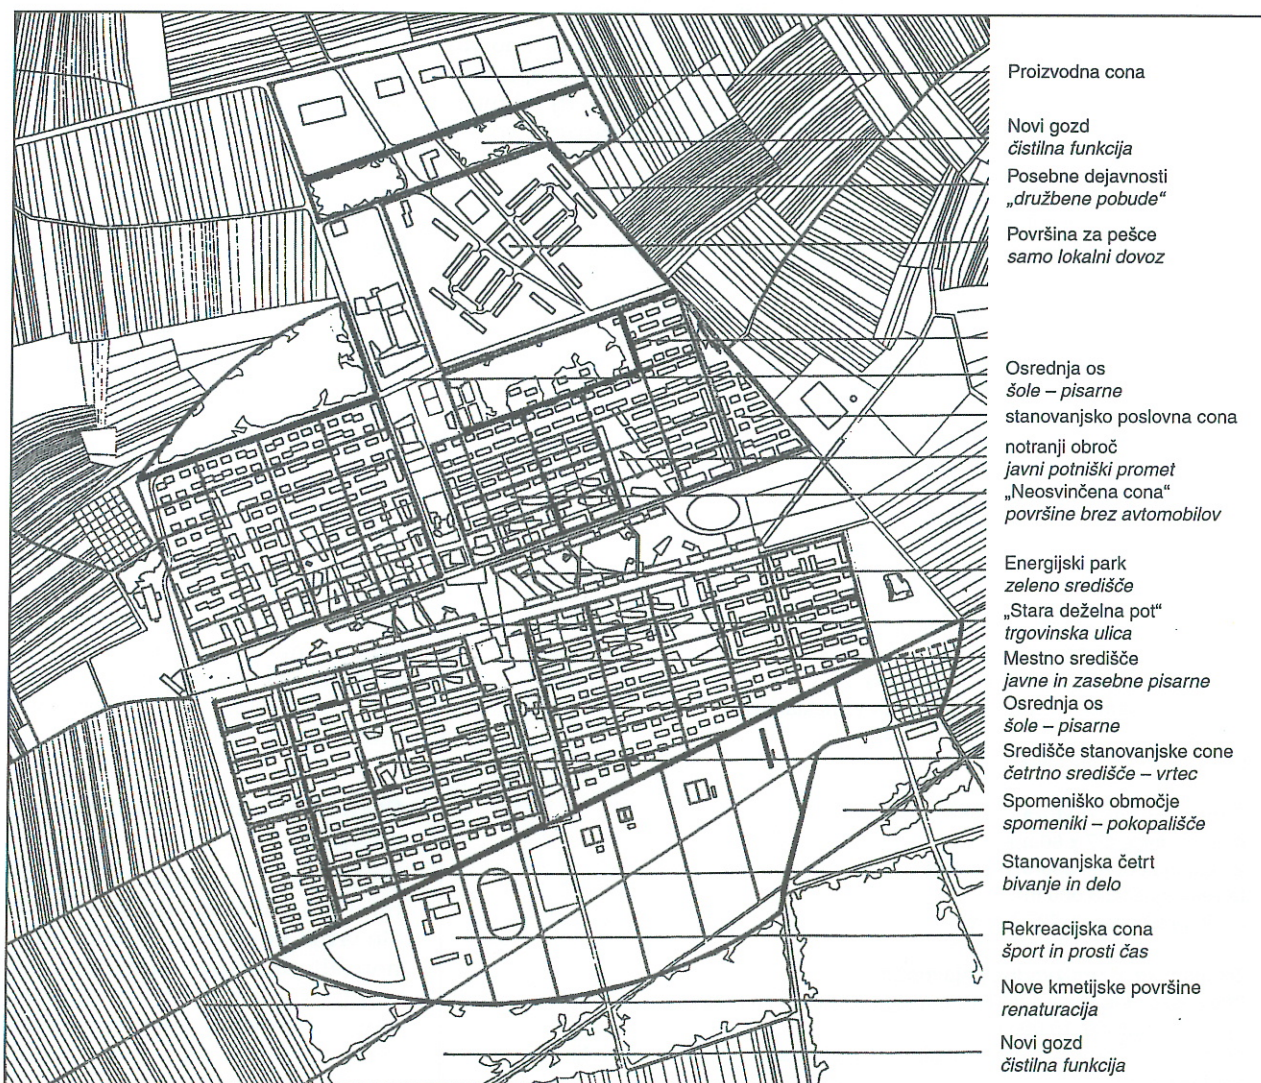 Proizvodna cona
Novi gozd
čistilna funkcija
Posebne dejavnosti
„družbene pobude“
Površina za pešce
samo lokalni dovoz
Osrednja os
šole – pisarne
stanovanjsko poslovna cona
notranji obroč
javni potniški promet
„Neosvinčena cona“
površine brez avtomobilov
Energijski park
zeleno središče
„Stara deželna pot“
trgovinska ulica
Mestno središče
javne in zasebne pisarne
Osrednja os
šole – pisarne
Središče stanovanjske cone
četrtno središče – vrtec
Spomeniško območje
spomeniki – pokopališče
Stanovanjska četrt
bivanje in delo
Rekreacijska cona
šport in prosti čas
Nove kmetijske površine
renaturacija
Novi gozd
čistilna funkcija